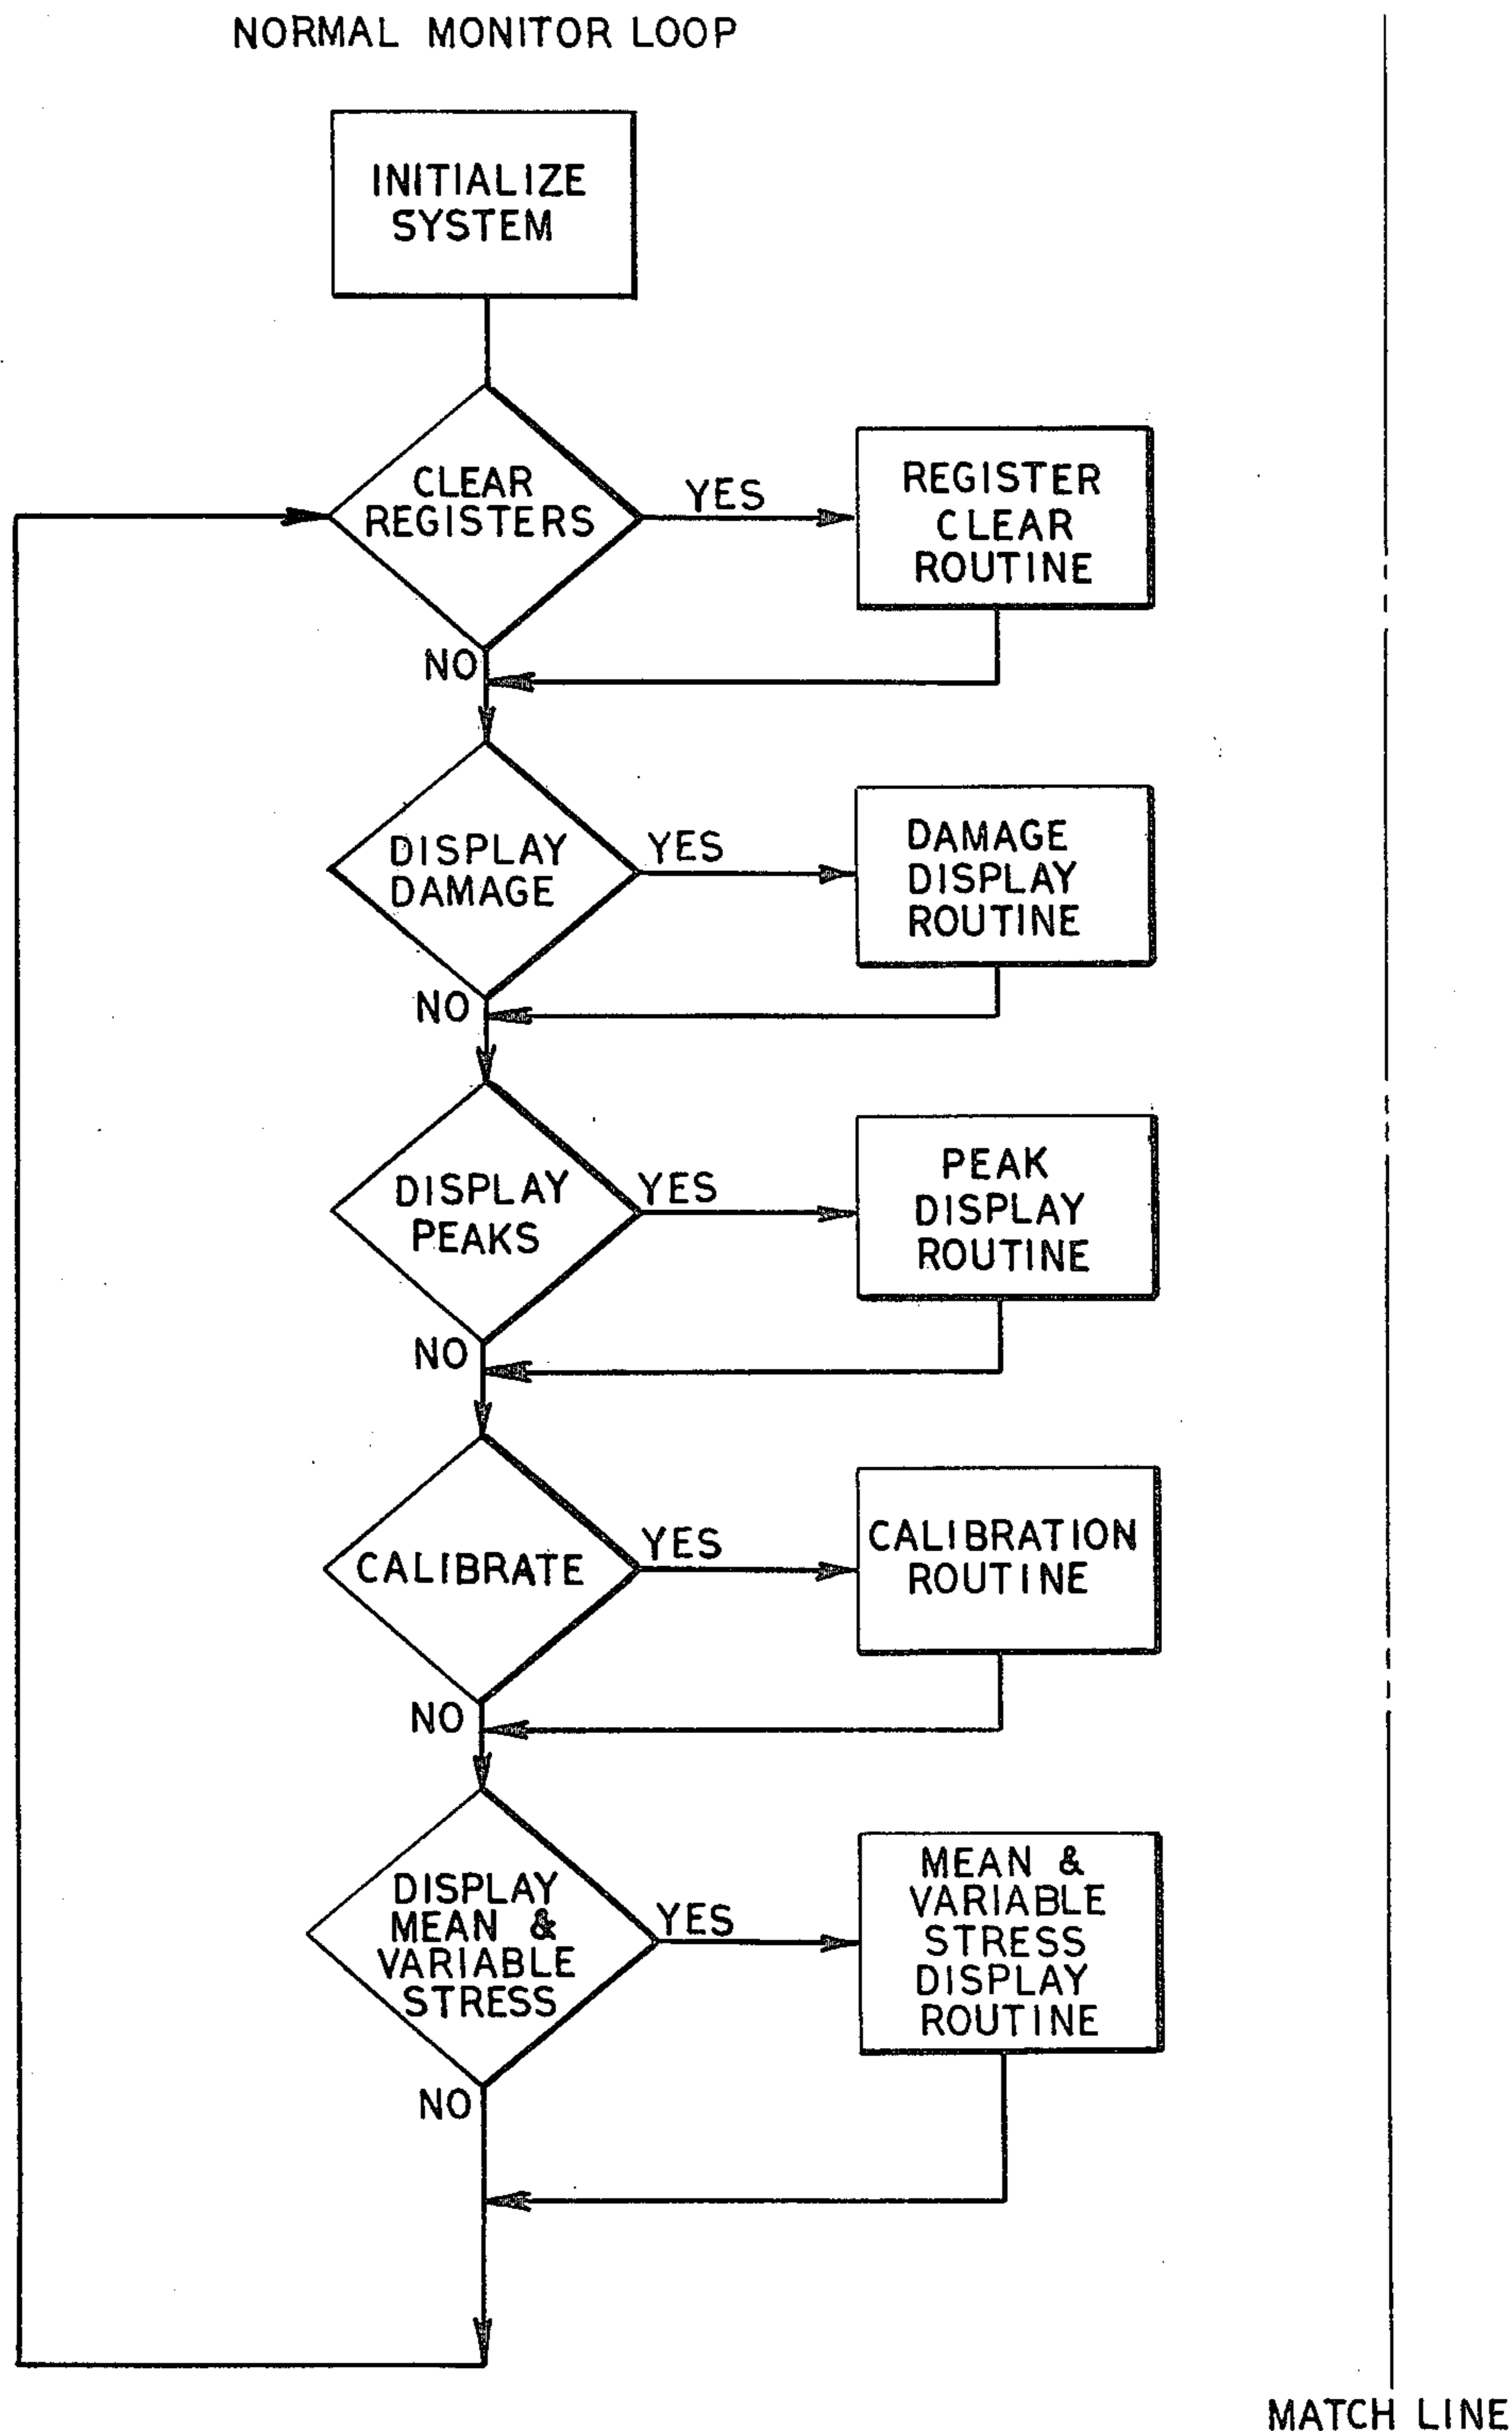 NORMAL MONITOR LOOP
INITIALIZE
SYSTEM
CLEAR
REGISTERS
YES
REGISTER
CLEAR
ROUTINE
NO
DISPLAY
DAMAGE
YES
DAMAGE
DISPLAY
ROUTINE
NO
DISPLAY
PEAKS
YES
PEAK
DISPLAY
ROUTINE
NO
CALIBRATE
YES
CALIBRATION
ROUTINE
NO
DISPLAY
MEAN &
VARIABLE
STRESS
YES
MEAN &
VARIABLE
STRESS
DISPLAY
ROUTINE
NO
MATCH LINE